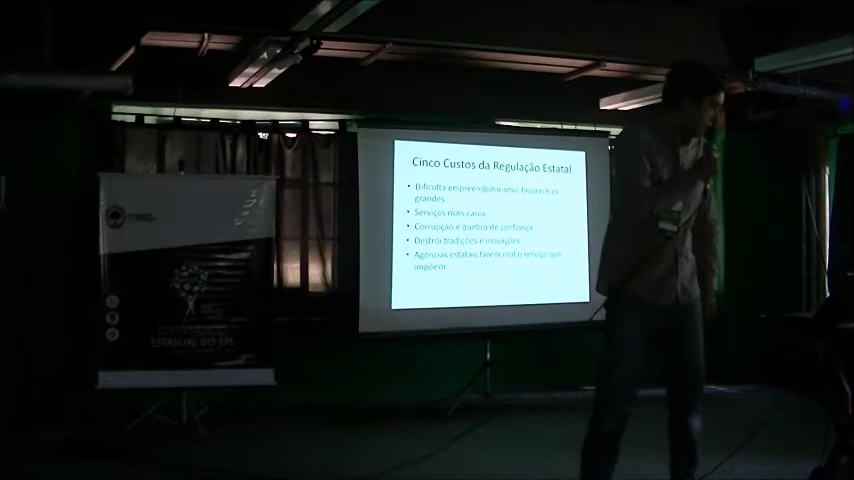 Cinco Custos da Regulação Estatal
• Dificulta empreendedorismo, favorece os
grandes
• Serviços mais caros
• Corrupção e quebra de confiança
• Destrói tradições e inovações
• Agências estatais fazem mal o serviço que
impõem
ESTADUAL DO EPL